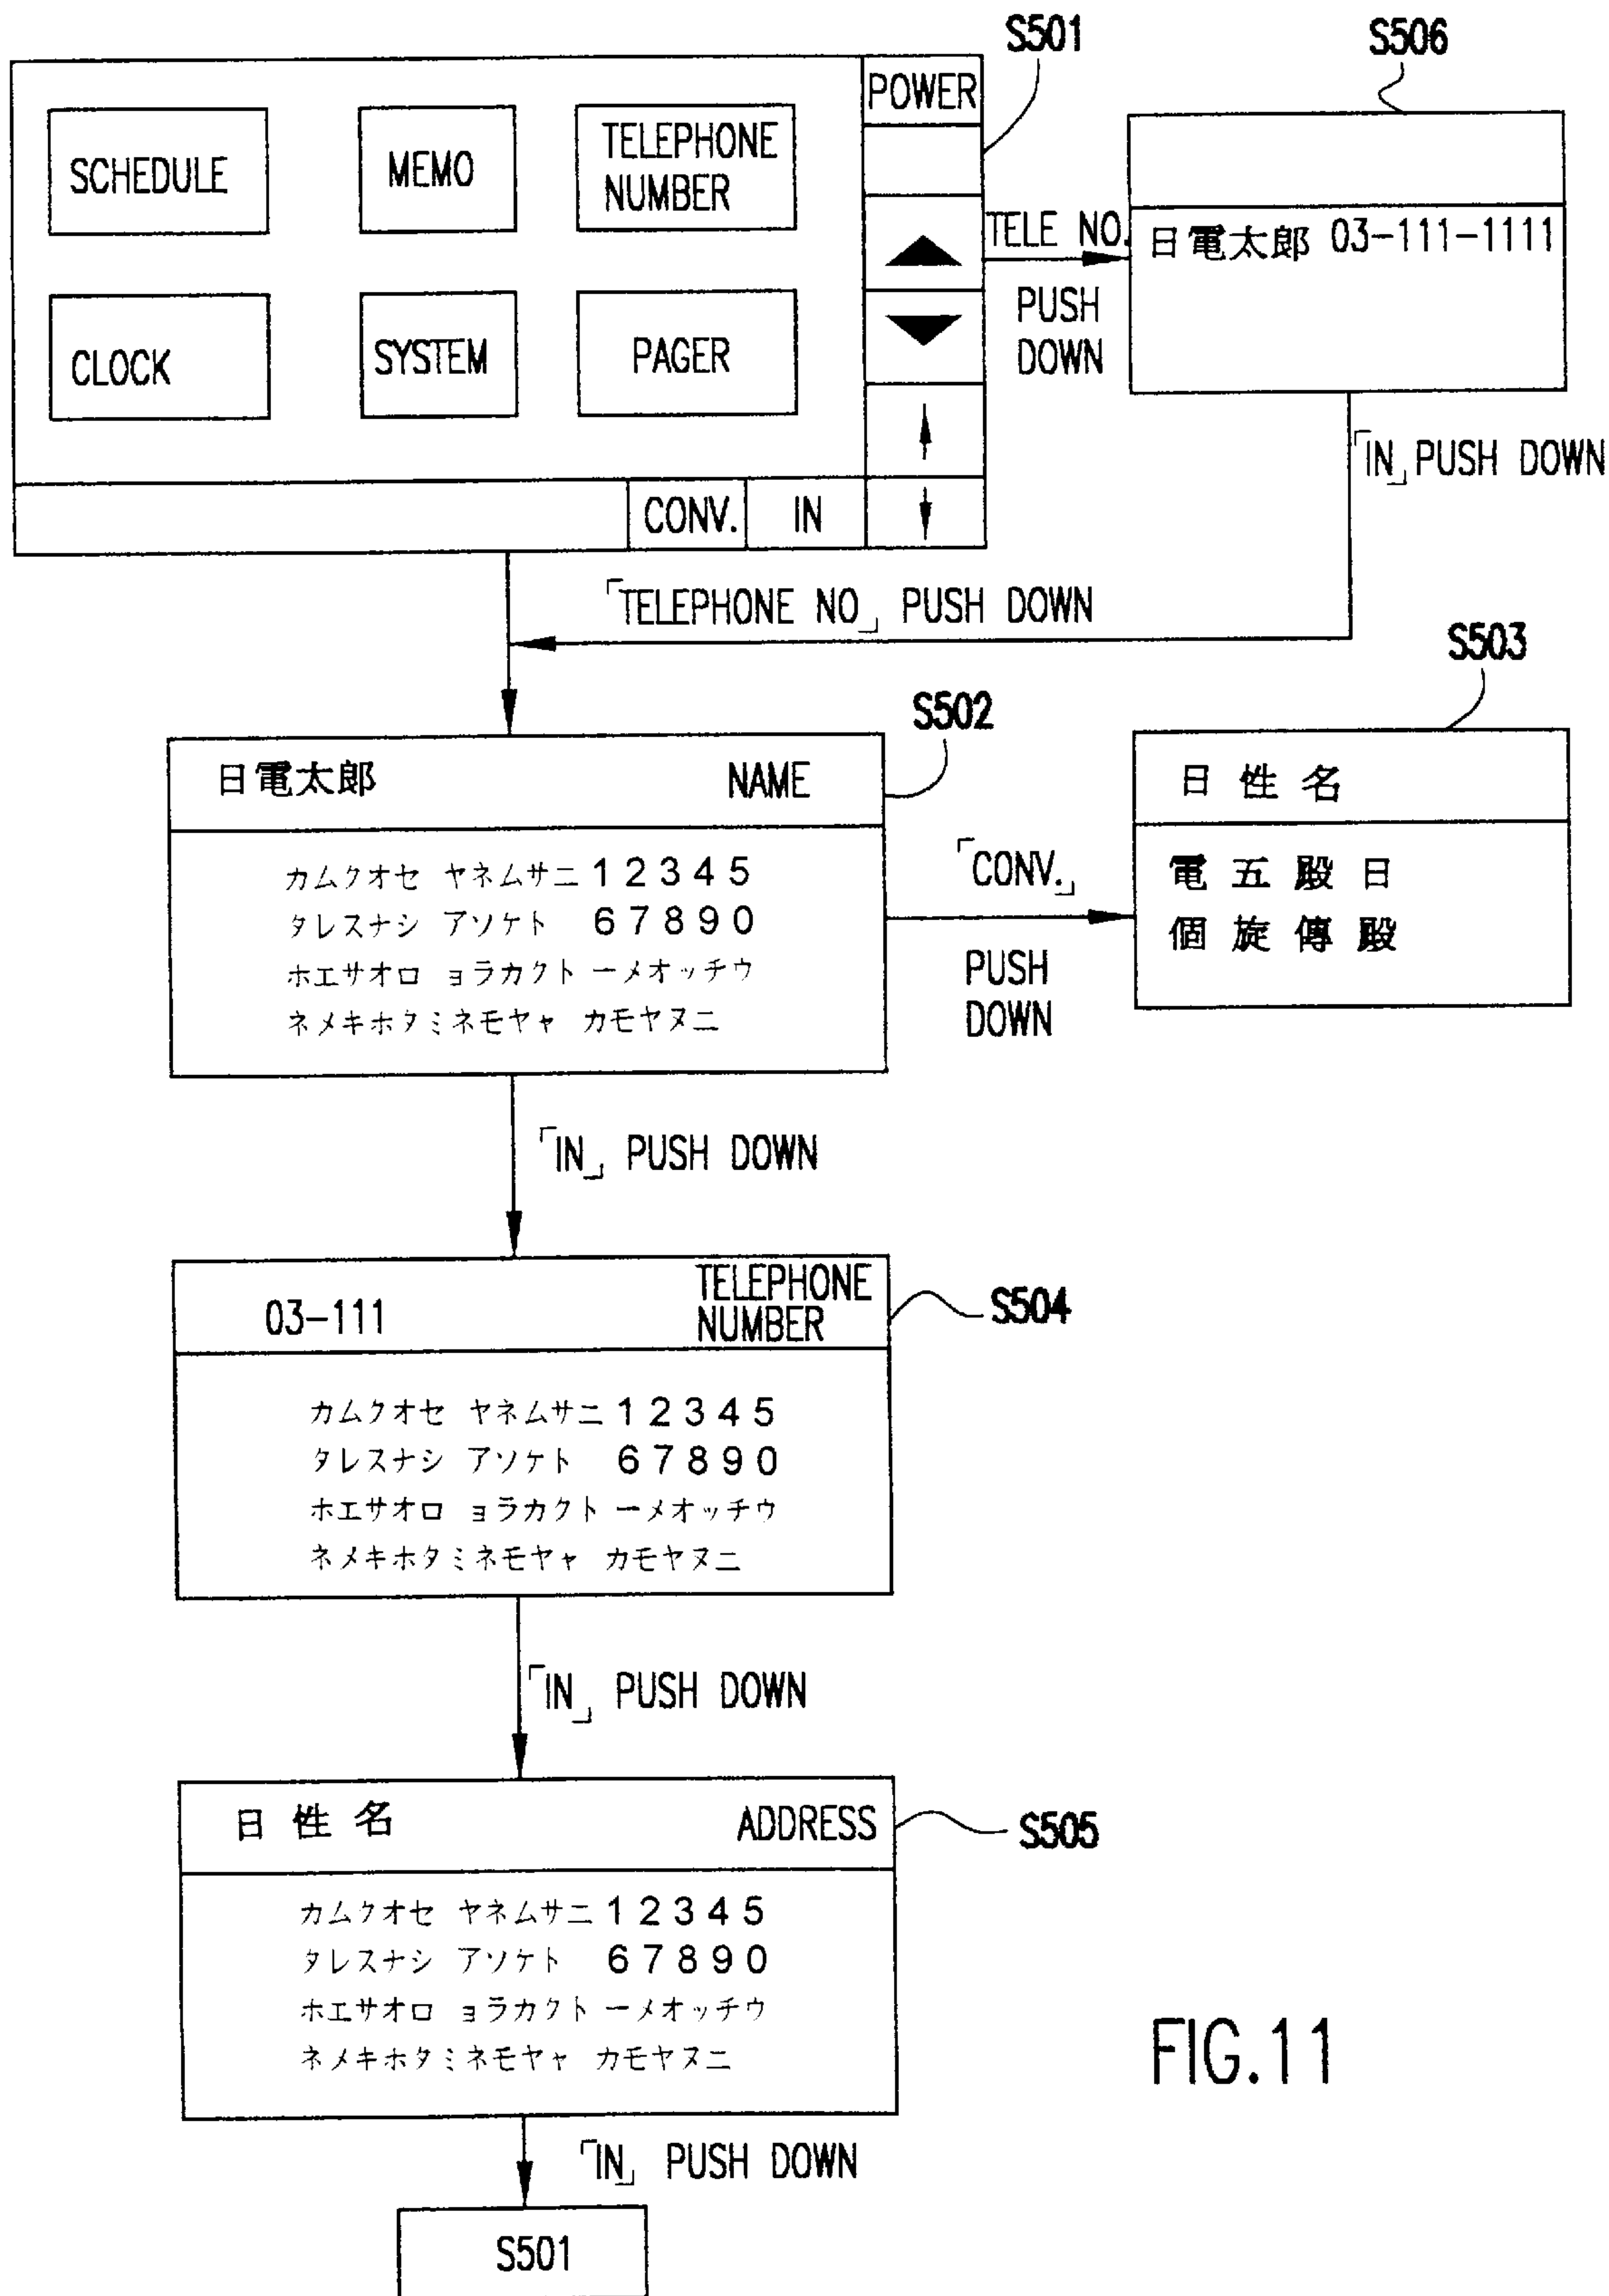 S501
S506
POWER
SCHEDULE
MEMO
TELEPHONE
NUMBER
CLOCK
SYSTEM
PAGER
CONV.
IN
TELE NO.
PUSH
DOWN
日電太郎 03-111-1111
「IN」 PUSH DOWN
「TELEPHONE NO」 PUSH DOWN
S502
日電太郎 NAME
カムクオセ ヤネムサニ 1 2 3 4 5
タレスナシ アソケト 6 7 8 9 0
ホエサオロ ョラカクト ーメオッチウ
ネメキホタミネモヤャ カモヤヌニ
「CONV.」
PUSH
DOWN
S503
日 性 名
電 五 殿 日
個 旋 傳 殿
「IN」 PUSH DOWN
S504
03-111
TELEPHONE
NUMBER
カムクオセ ヤネムサニ 1 2 3 4 5
タレスナシ アソケト 6 7 8 9 0
ホエサオロ ョラカクト ーメオッチウ
ネメキホタミネモヤャ カモヤヌニ
「IN」 PUSH DOWN
S505
日 性 名 ADDRESS
カムクオセ ヤネムサニ 1 2 3 4 5
タレスナシ アソケト 6 7 8 9 0
ホエサオロ ョラカクト ーメオッチウ
ネメキホタミネモヤャ カモヤヌニ
「IN」 PUSH DOWN
S501
FIG.11